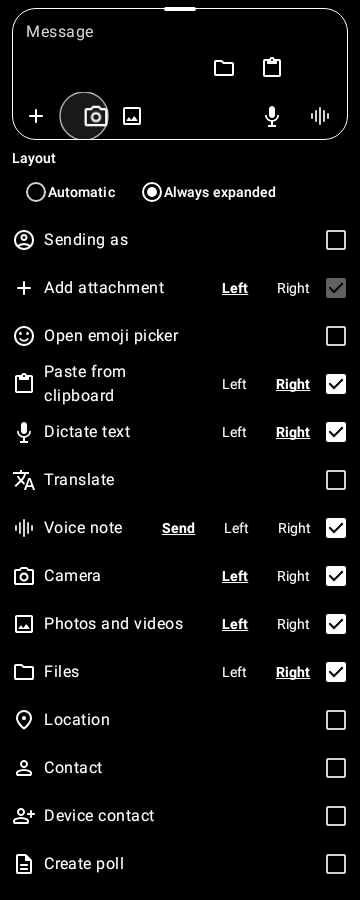 Message
Layout
Automatic Always expanded
Sending as
Add attachment Left Right
Open emoji picker
Paste from
clipboard Left Right
Dictate text Left Right
Translate
Voice note Send Left Right
Camera Left Right
Photos and videos Left Right
Files Left Right
Location
Contact
Device contact
Create poll